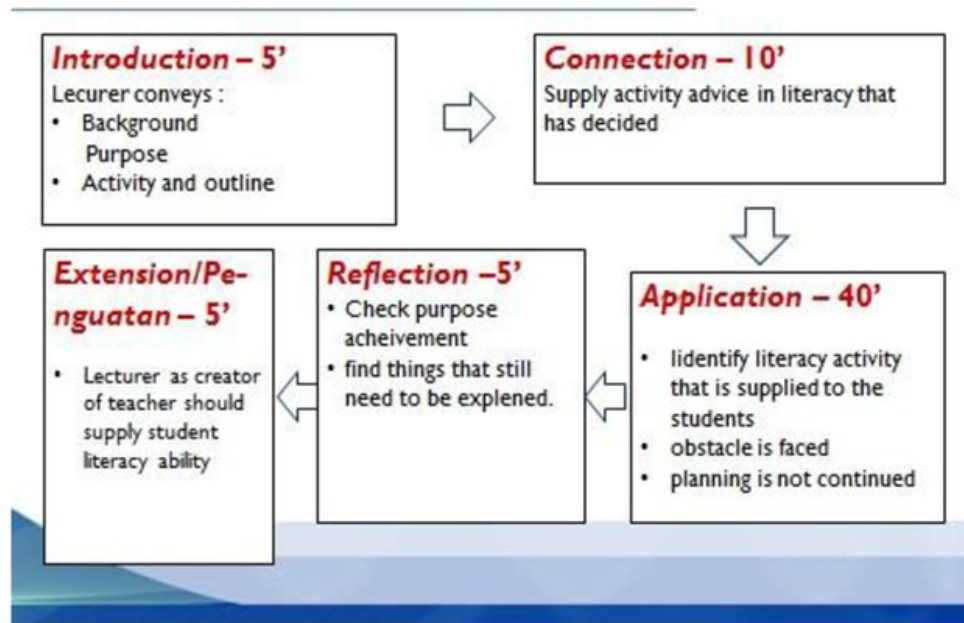 Introduction – 5’
Lecurer conveys :
• Background
Purpose
• Activity and outline
Connection – 10’
Supply activity advice in literacy that
has decided
Application – 40’
• Iidentify literacy activity
that is supplied to the
students
• obstacle is faced
• planning is not continued
Reflection –5’
• Check purpose
acheivement
• find things that still
need to be explened.
Extension/Pe-
nguatan – 5’
• Lecturer as creator
of teacher should
supply student
literacy ability